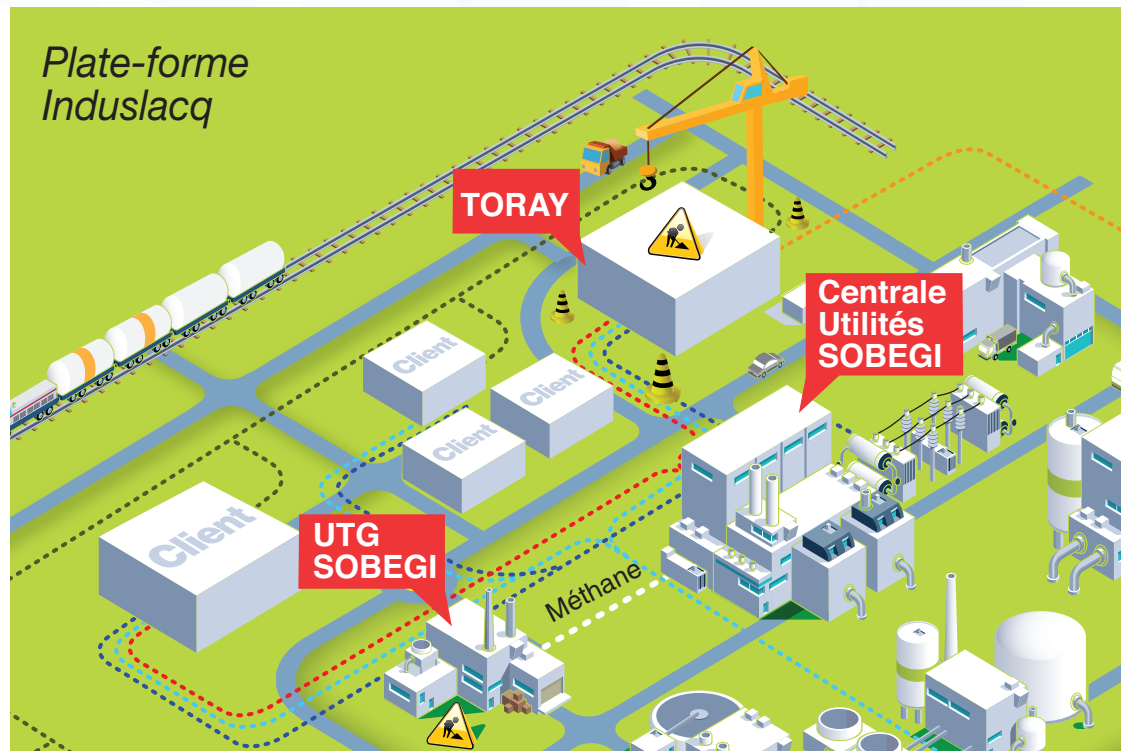 Plate-forme
Induslacq
TORAY
Centrale
Utilités
SOBEGI
Client
Client
Client
Client
UTG
SOBEGI
Méthane